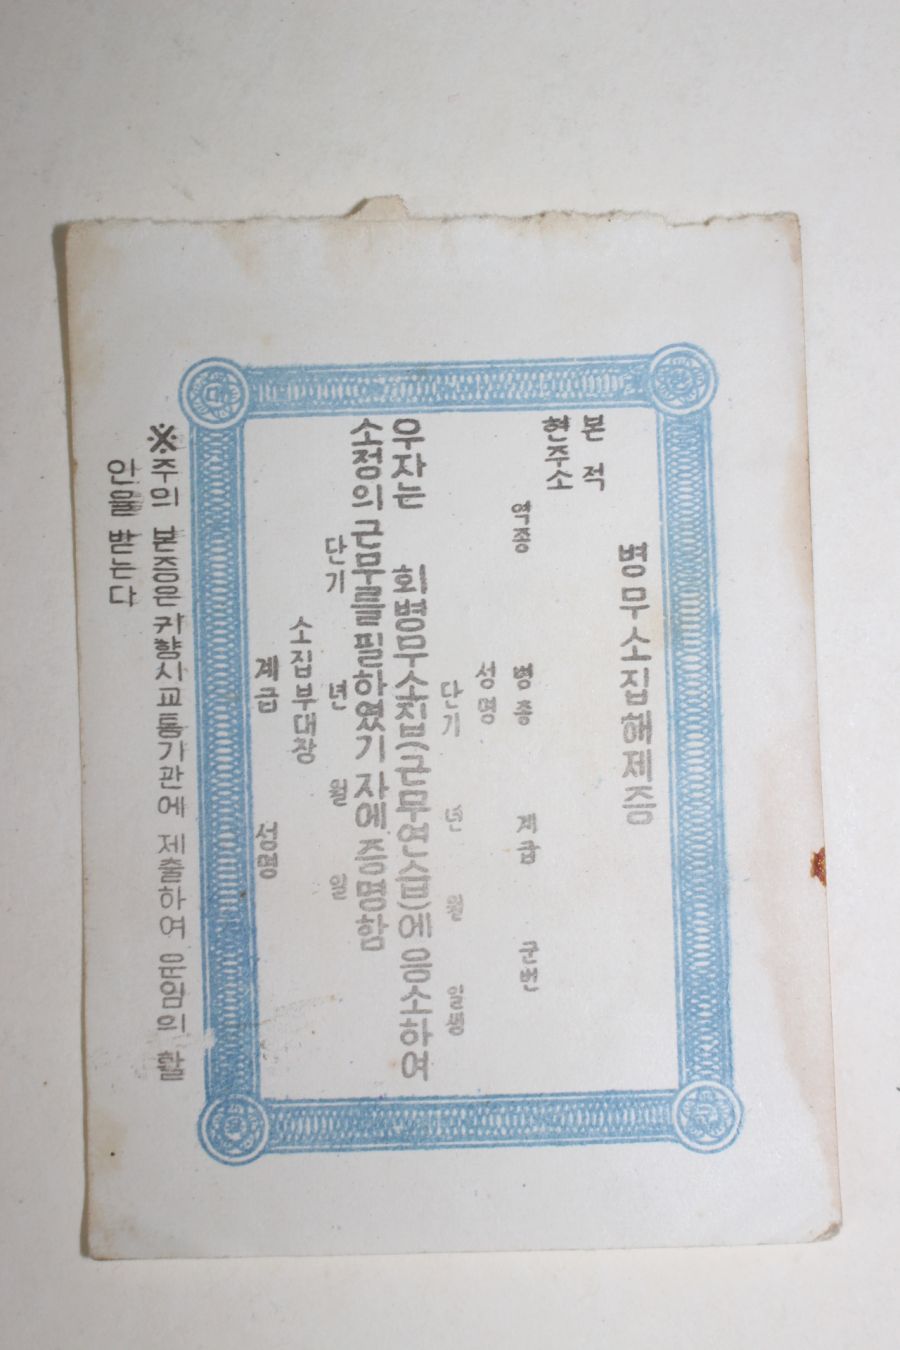 병무소집해제증
본 적
현주소
역종 병종 계급 군번
성명
단기 년 월 일생
우자는 회병무소집(근무연습)에 응소하여
소정의 근무를 필하였기 자에 증명함
단기 년 월 일
소집부대장
계급 성명
※주의 본증은 귀향시 교통기관에 제출하여 운임의 할
인을 받는다